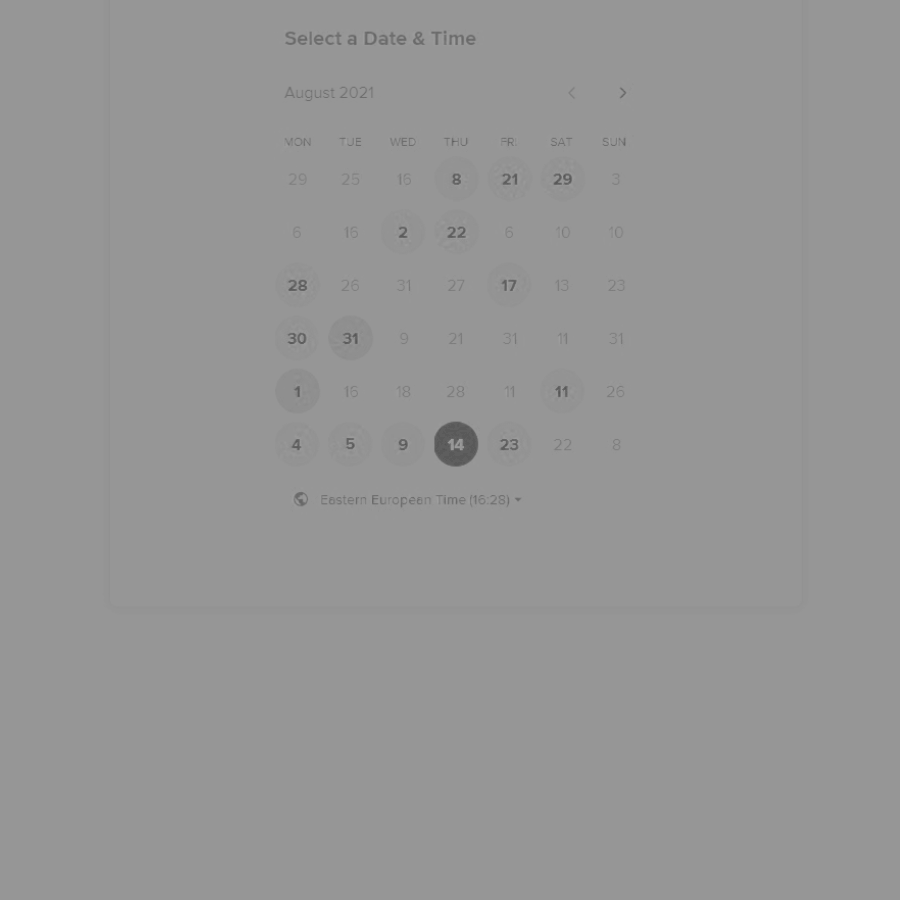 Select a Date & Time
August 2021
MON TUE WED THU FRI SAT SUN
29 25 16 8 21 29 3
6 16 2 22 6 10 10
28 26 31 27 17 13 23
30 31 9 21 31 11 31
1 16 18 28 11 11 26
4 5 9 14 23 22 8
Eastern European Time (16:28)